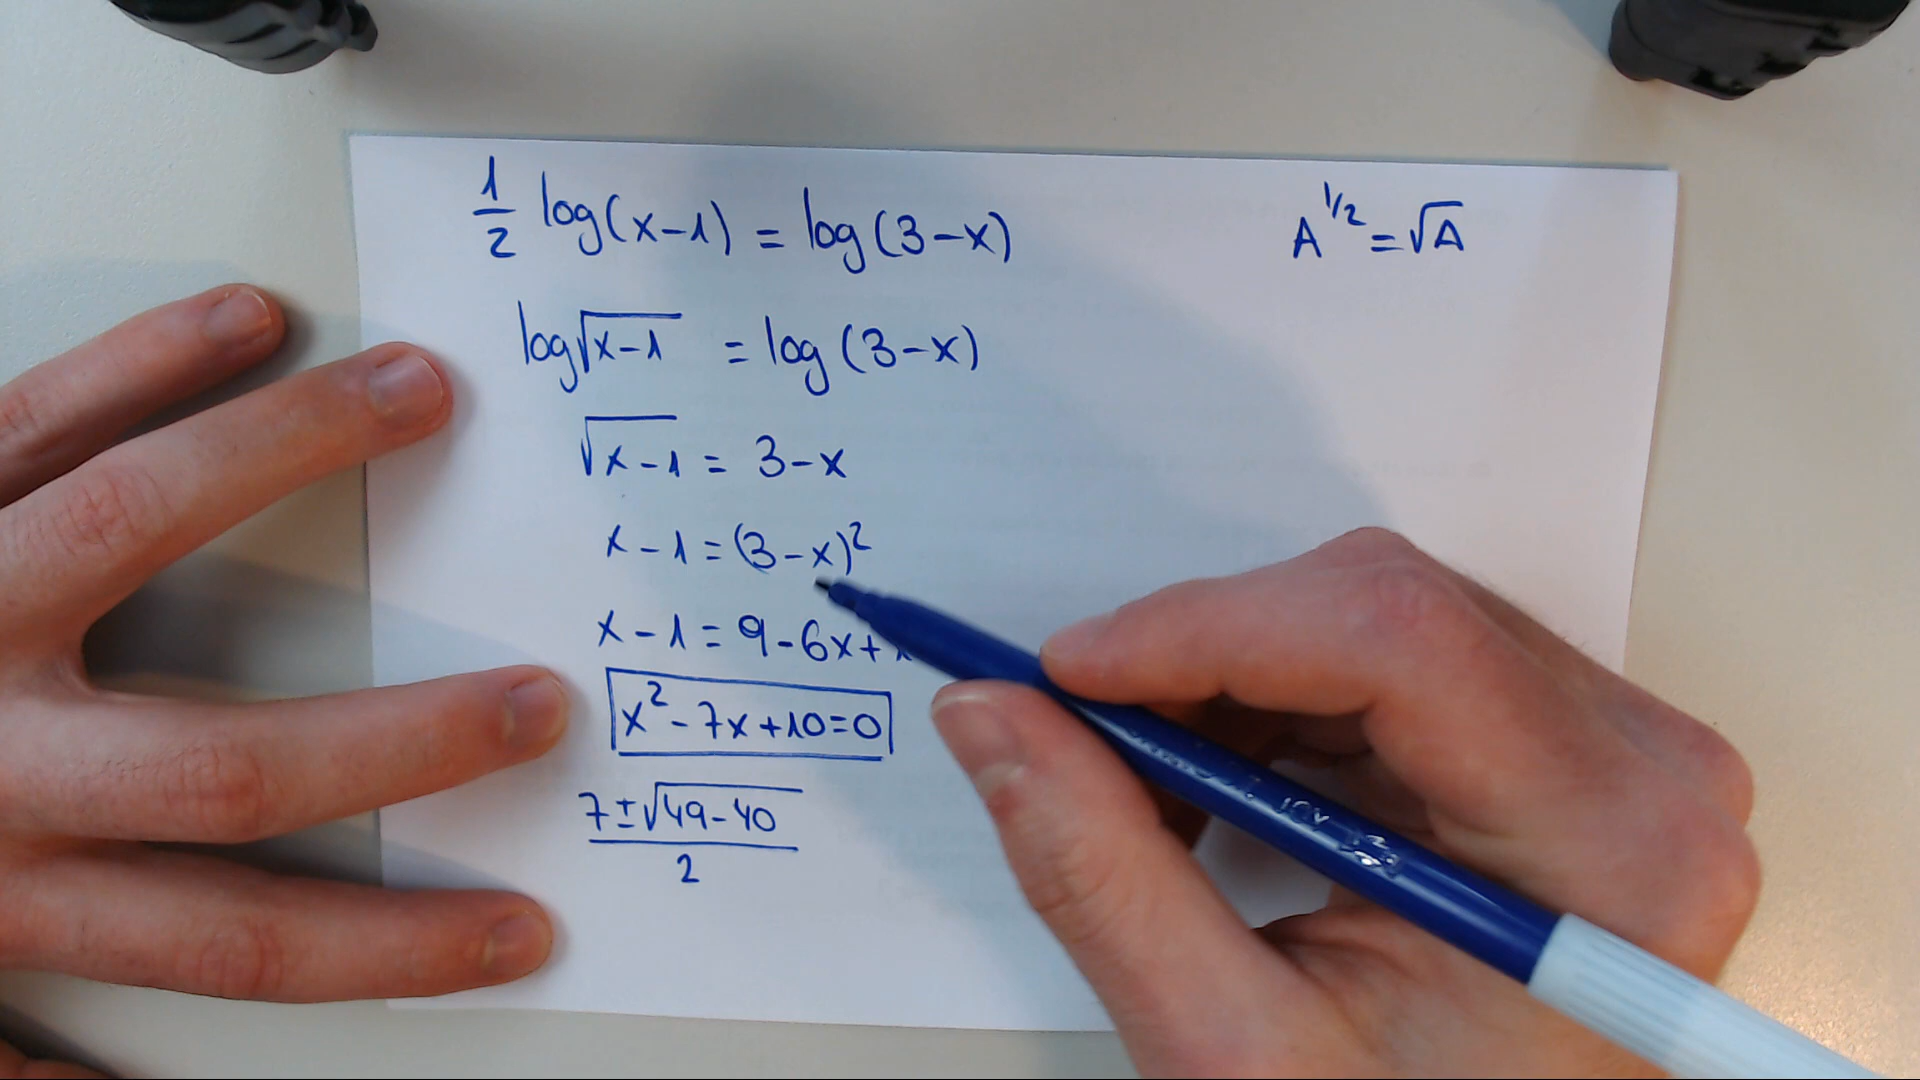 1/2 log(x-1) = log(3-x)
A^1/2 = √A
log√x-1 = log(3-x)
√x-1 = 3-x
x-1 = (3-x)²
x-1 = 9-6x+
x²-7x+10=0
7±√49-40
2